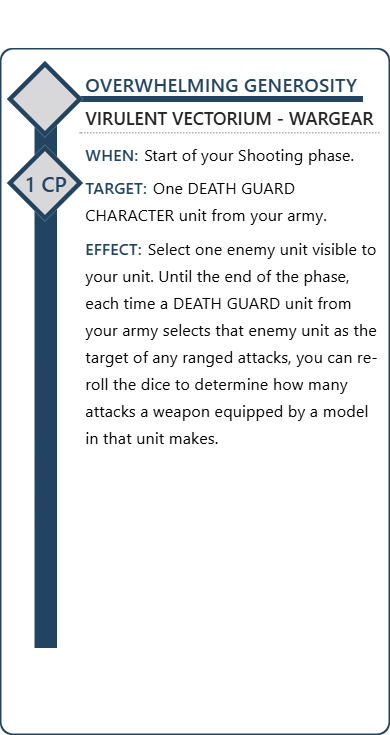 OVERWHELMING GENEROSITY
VIRULENT VECTORIUM - WARGEAR
WHEN: Start of your Shooting phase.
1 CP
TARGET: One DEATH GUARD
CHARACTER unit from your army.
EFFECT: Select one enemy unit visible to
your unit. Until the end of the phase,
each time a DEATH GUARD unit from
your army selects that enemy unit as the
target of any ranged attacks, you can re-
roll the dice to determine how many
attacks a weapon equipped by a model
in that unit makes.